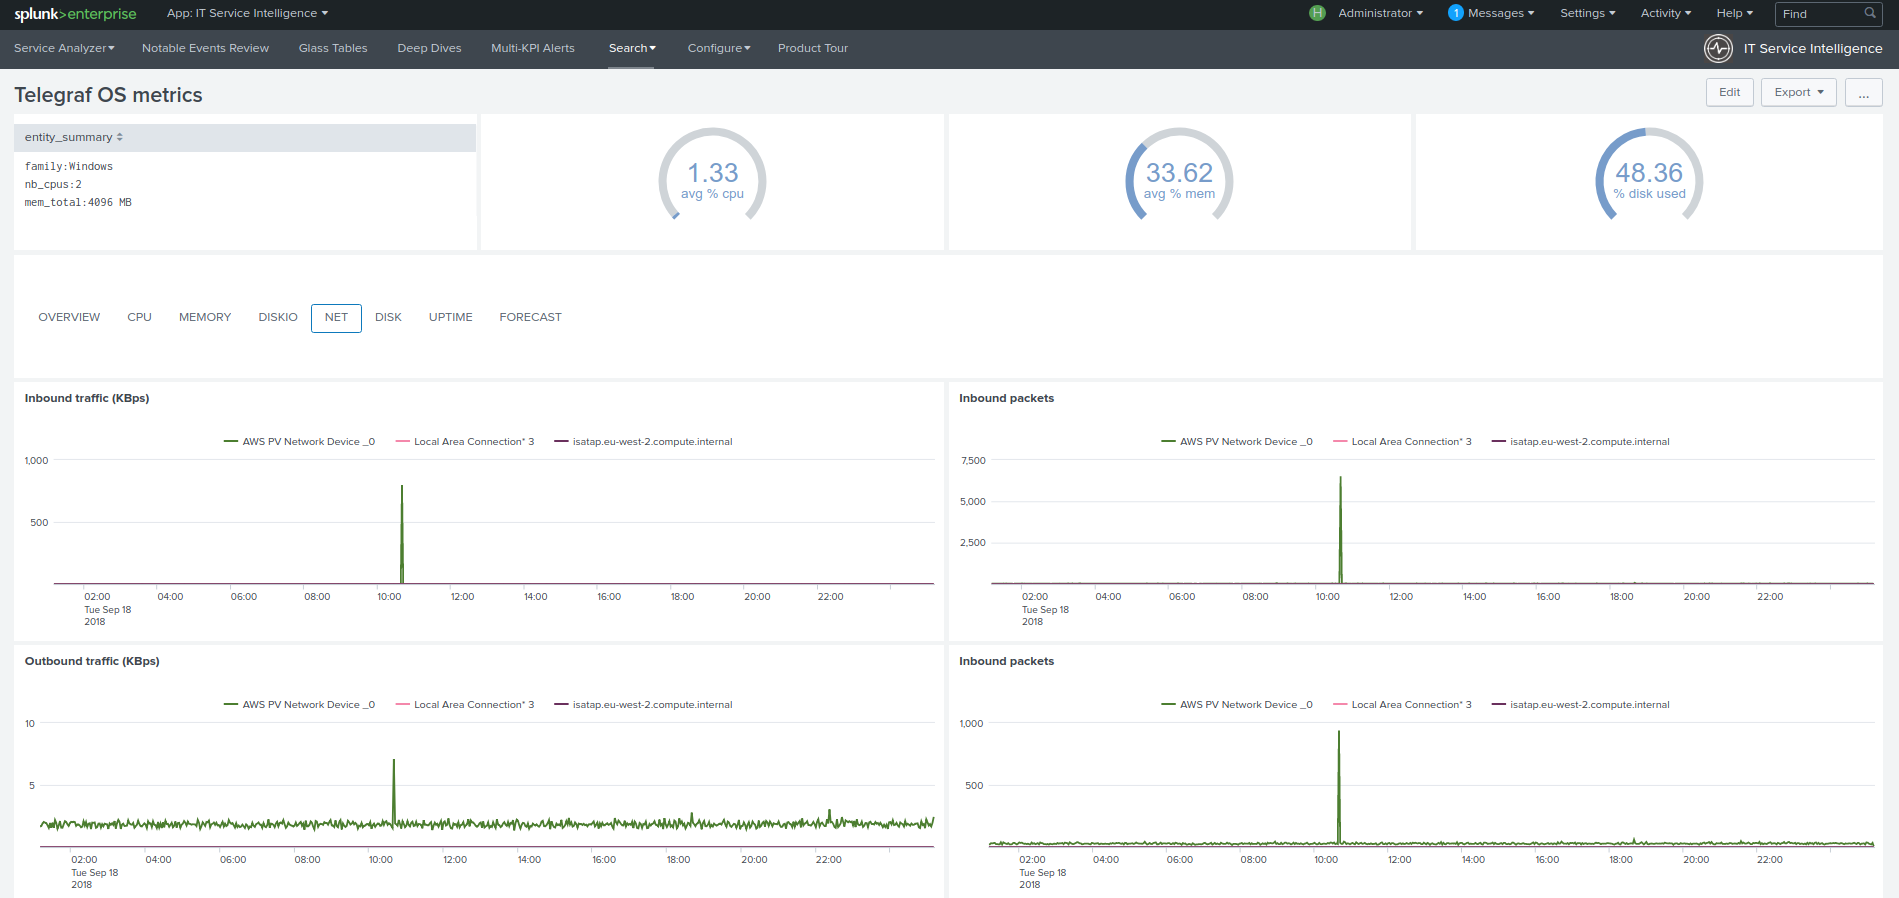 splunk>enterprise App: IT Service Intelligence H Administrator 1 Messages Settings Activity Help Find
Service Analyzer Notable Events Review Glass Tables Deep Dives Multi-KPI Alerts Search Configure Product Tour IT Service Intelligence
Telegraf OS metrics Edit Export ...
entity_summary
family:Windows
nb_cpus:2
mem_total:4096 MB
1.33
avg % cpu
33.62
avg % mem
48.36
% disk used
OVERVIEW CPU MEMORY DISKIO NET DISK UPTIME FORECAST
Inbound traffic (KBps)
AWS PV Network Device _0 Local Area Connection* 3 isatap.eu-west-2.compute.internal
1,000
500
02:00 04:00 06:00 08:00 10:00 12:00 14:00 16:00 18:00 20:00 22:00
Tue Sep 18
2018
Inbound packets
AWS PV Network Device _0 Local Area Connection* 3 isatap.eu-west-2.compute.internal
7,500
5,000
2,500
02:00 04:00 06:00 08:00 10:00 12:00 14:00 16:00 18:00 20:00 22:00
Tue Sep 18
2018
Outbound traffic (KBps)
AWS PV Network Device _0 Local Area Connection* 3 isatap.eu-west-2.compute.internal
10
5
02:00 04:00 06:00 08:00 10:00 12:00 14:00 16:00 18:00 20:00 22:00
Tue Sep 18
2018
Inbound packets
AWS PV Network Device _0 Local Area Connection* 3 isatap.eu-west-2.compute.internal
1,000
500
02:00 04:00 06:00 08:00 10:00 12:00 14:00 16:00 18:00 20:00 22:00
Tue Sep 18
2018